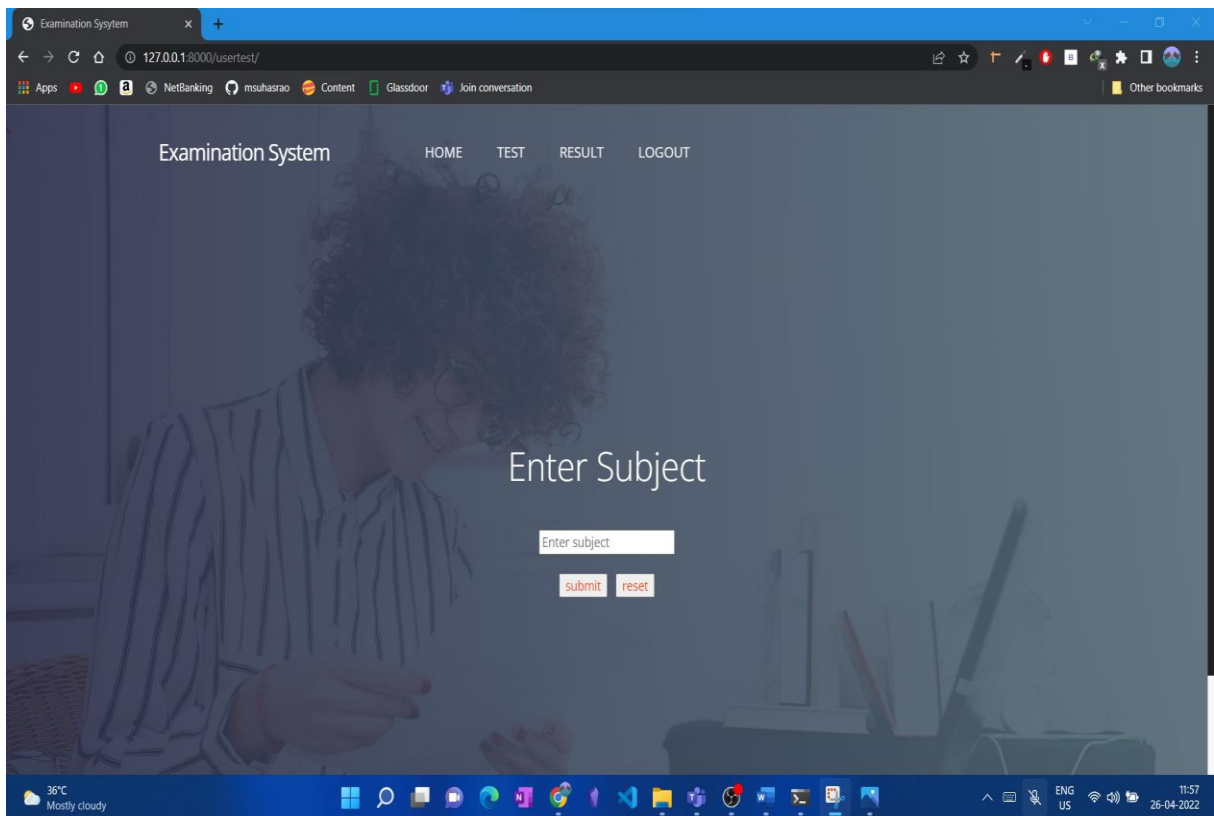 Examination Sysytem
127.0.0.1:8000/usertest/
Apps
NetBanking
msuhasrao
Content
Glassdoor
Join conversation
Other bookmarks
Examination System
HOME
TEST
RESULT
LOGOUT
Enter Subject
Enter subject
submit
reset
36°C
Mostly cloudy
ENG
US
11:57
26-04-2022